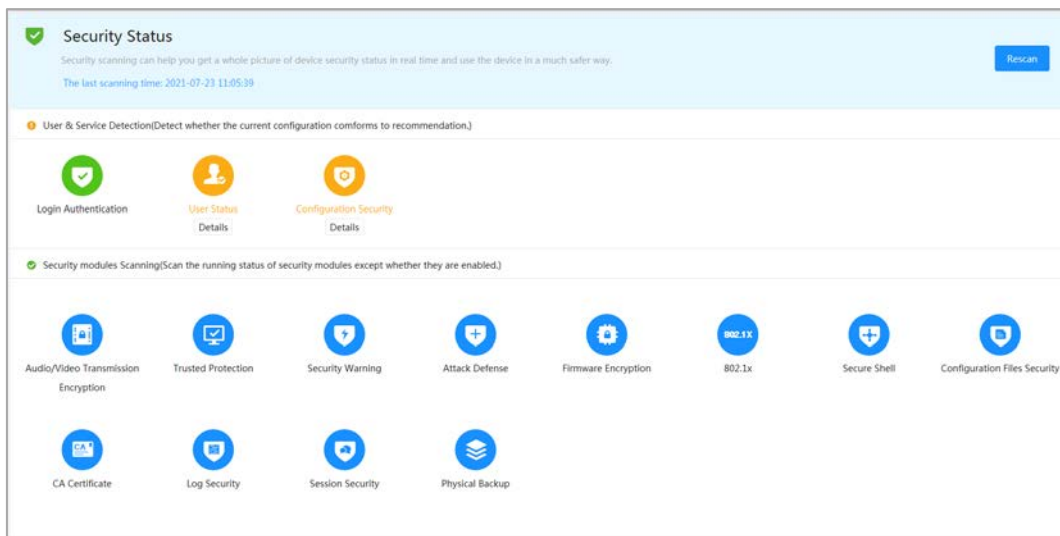 Security Status
Security scanning can help you get a whole picture of device security status in real time and use the device in a much safer way.
Rescan
The last scanning time: 2021-07-23 11:05:39
User & Service Detection(Detect whether the current configuration comforms to recommendation.)
Login Authentication
User Status
Configuration Security
Details
Details
Security modules Scanning(Scan the running status of security modules except whether they are enabled.)
802.1X
Audio/Video Transmission
Encryption
Trusted Protection
Security Warning
Attack Defense
Firmware Encryption
802.1x
Secure Shell
Configuration Files Security
CA
CA Certificate
Log Security
Session Security
Physical Backup